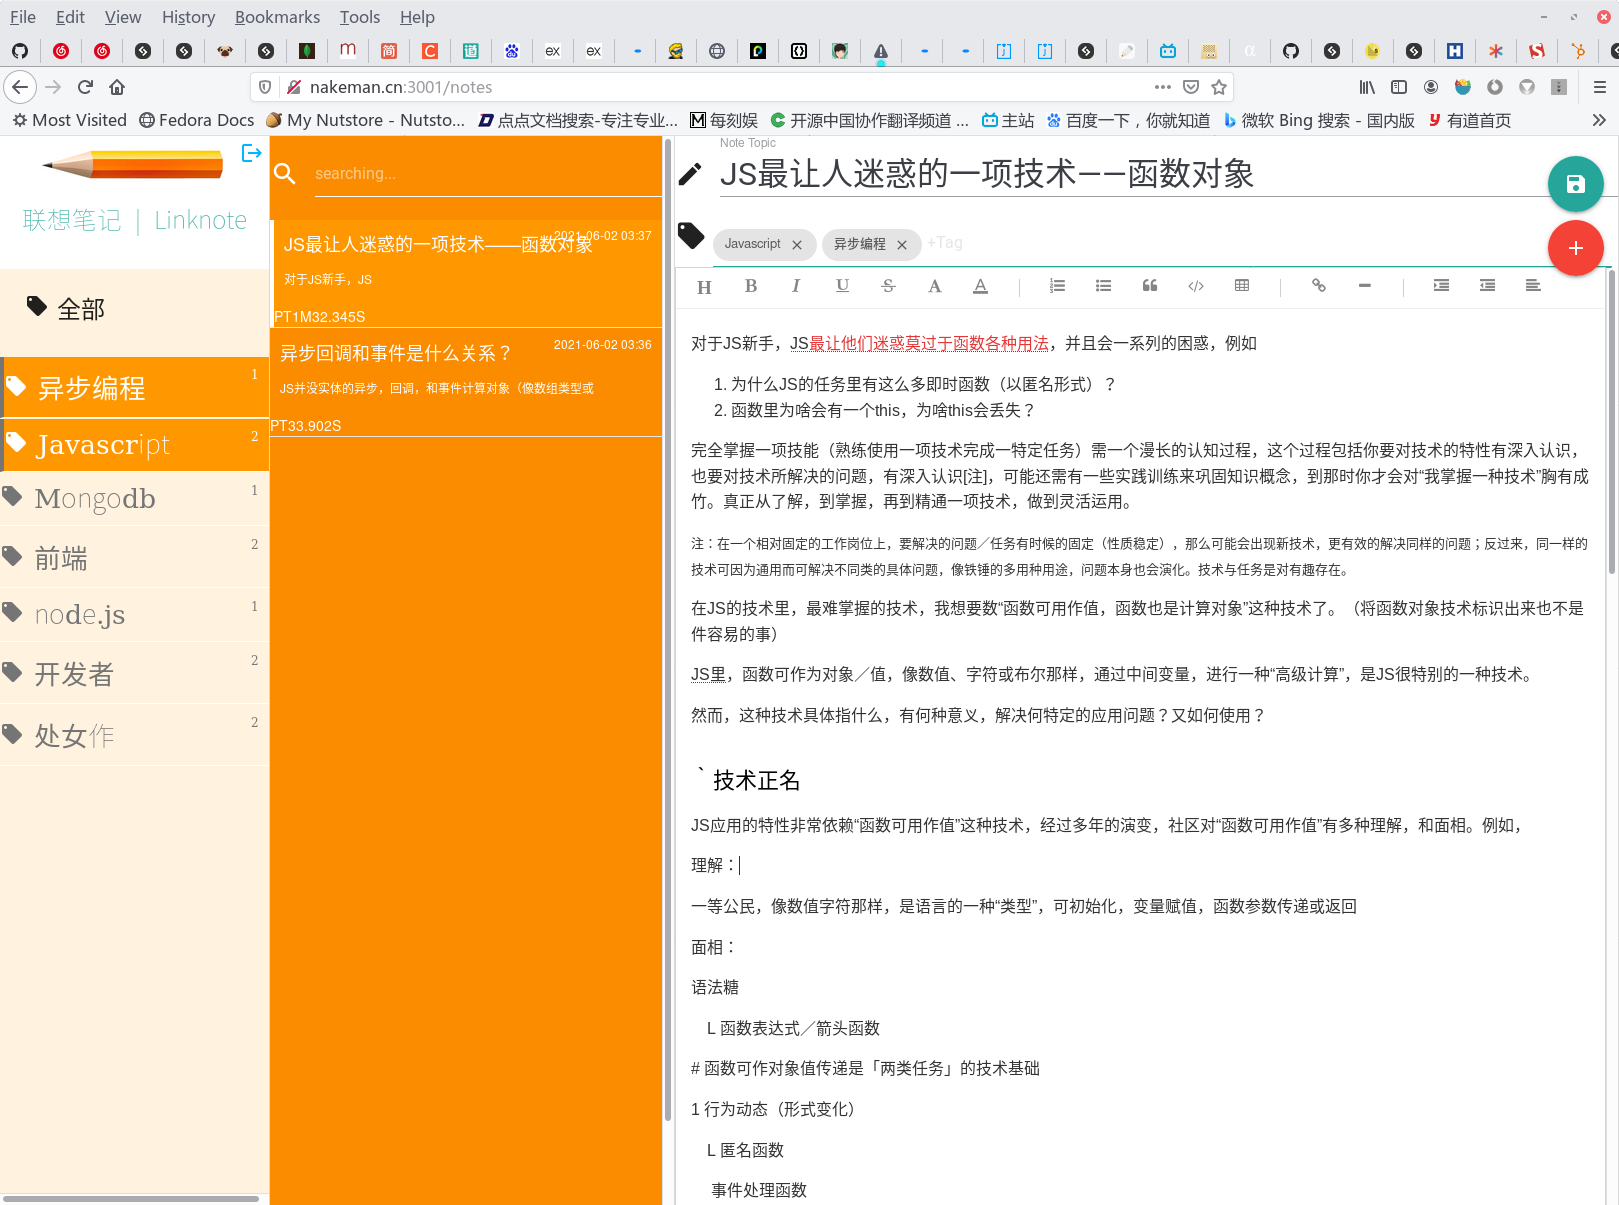 File Edit View History Bookmarks Tools Help
nakeman.cn:3001/notes
Most Visited Fedora Docs My Nutstore - Nutsto... 点点文档搜索-专注专业... 每刻娱 开源中国协作翻译频道 ... 主站 百度一下，你就知道 微软 Bing 搜索 - 国内版 有道首页
联想笔记 | Linknote
全部
异步编程 1
Javascript 2
Mongodb 1
前端 2
node.js 1
开发者 2
处女作 2
searching...
2021-06-02 03:37
JS最让人迷惑的一项技术——函数对象
对于JS新手，JS
PT1M32.345S
异步回调和事件是什么关系？ 2021-06-02 03:36
JS并没实体的异步，回调，和事件计算对象（像数组类型或
PT33.902S
Note Topic
JS最让人迷惑的一项技术——函数对象
Javascript 异步编程 +Tag
对于JS新手，JS最让他们迷惑莫过于函数各种用法，并且会一系列的困惑，例如
1. 为什么JS的任务里有这么多即时函数（以匿名形式）？
2. 函数里为啥会有一个this，为啥this会丢失？
完全掌握一项技能（熟练使用一项技术完成一特定任务）需一个漫长的认知过程，这个过程包括你要对技术的特性有深入认识，
也要对技术所解决的问题，有深入认识[注]，可能还需有一些实践训练来巩固知识概念，到那时你才会对“我掌握一种技术”胸有成
竹。真正从了解，到掌握，再到精通一项技术，做到灵活运用。
注：在一个相对固定的工作岗位上，要解决的问题／任务有时候的固定（性质稳定），那么可能会出现新技术，更有效的解决同样的问题；反过来，同一样的
技术可因为通用而可解决不同类的具体问题，像铁锤的多用种用途，问题本身也会演化。技术与任务是对有趣存在。
在JS的技术里，最难掌握的技术，我想要数“函数可用作值，函数也是计算对象”这种技术了。（将函数对象技术标识出来也不是
件容易的事）
JS里，函数可作为对象／值，像数值、字符或布尔那样，通过中间变量，进行一种“高级计算”，是JS很特别的一种技术。
然而，这种技术具体指什么，有何种意义，解决何特定的应用问题？又如何使用？
｀技术正名
JS应用的特性非常依赖“函数可用作值”这种技术，经过多年的演变，社区对“函数可用作值”有多种理解，和面相。例如，
理解：
一等公民，像数值字符那样，是语言的一种“类型”，可初始化，变量赋值，函数参数传递或返回
面相：
语法糖
L 函数表达式／箭头函数
# 函数可作对象值传递是「两类任务」的技术基础
1 行为动态（形式变化）
L 匿名函数
事件处理函数